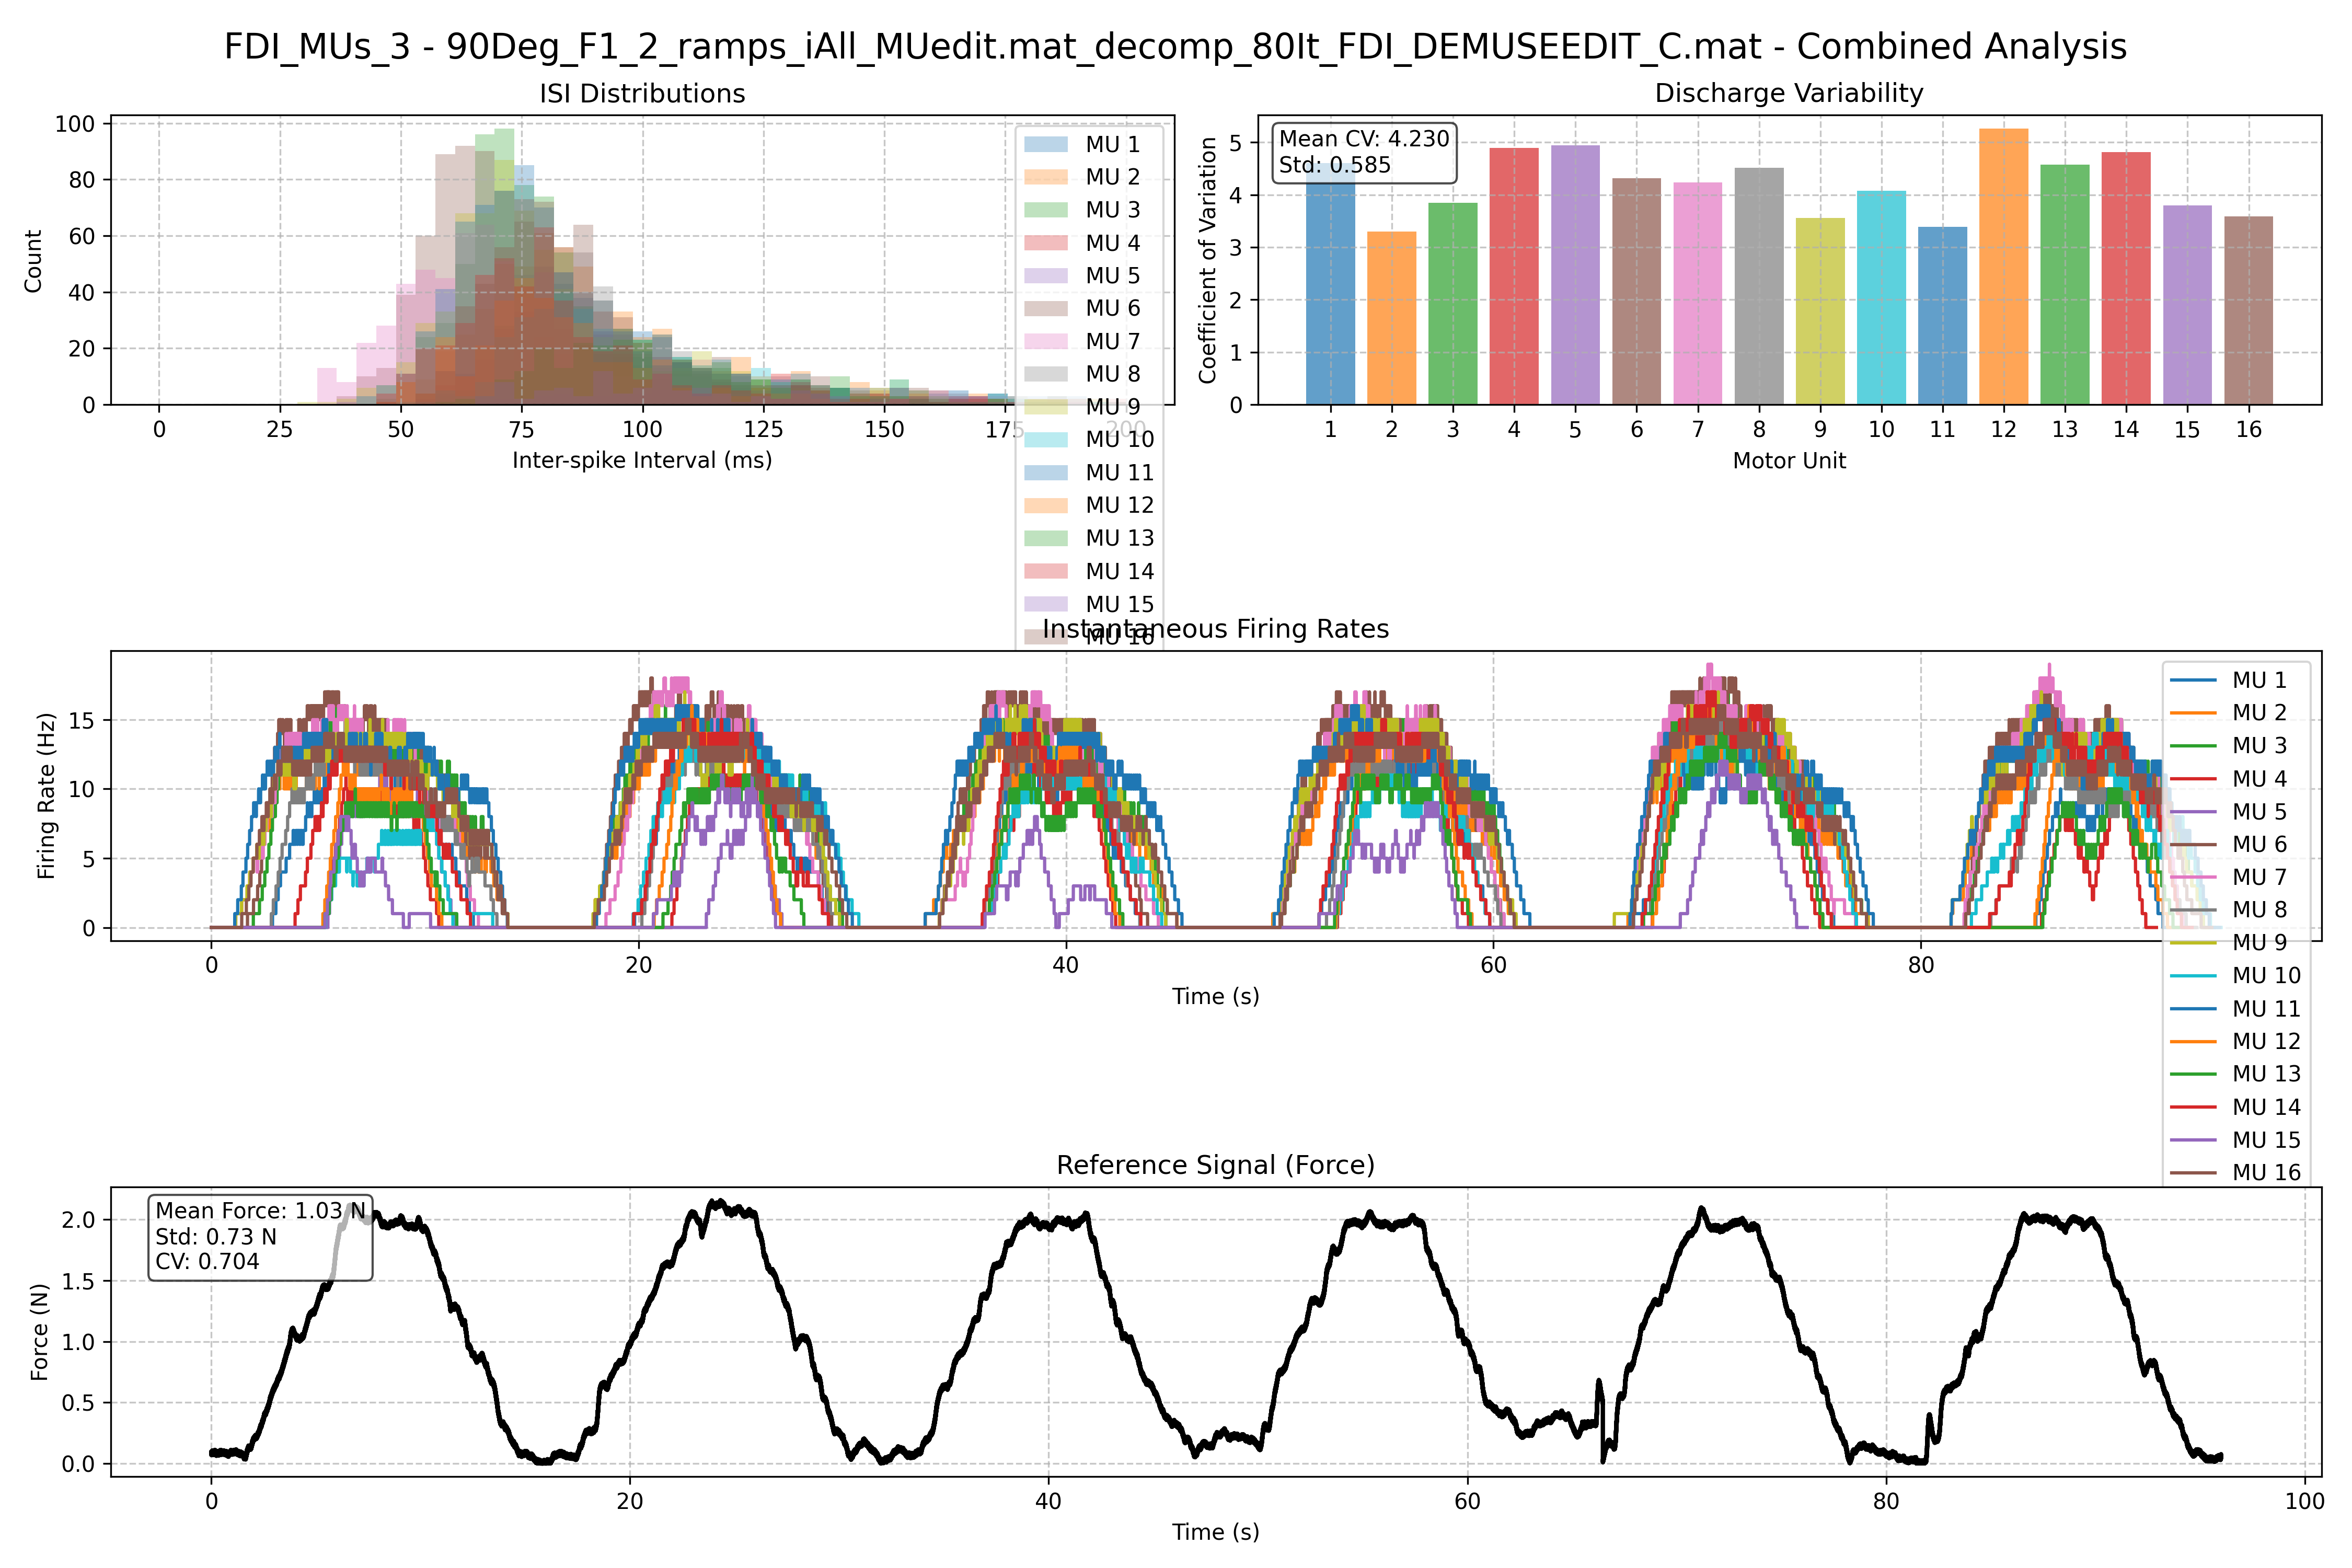 FDI_MUs_3 - 90Deg_F1_2_ramps_iAll_MUedit.mat_decomp_80It_FDI_DEMUSEEDIT_C.mat - Combined Analysis
ISI Distributions
Count
100
80
60
40
20
0
0 25 50 75 100 125 150 175 200
Inter-spike Interval (ms)
MU 1
MU 2
MU 3
MU 4
MU 5
MU 6
MU 7
MU 8
MU 9
MU 10
MU 11
MU 12
MU 13
MU 14
MU 15
MU 16
Discharge Variability
Coefficient of Variation
5
4
3
2
1
0
Mean CV: 4.230
Std: 0.585
1 2 3 4 5 6 7 8 9 10 11 12 13 14 15 16
Motor Unit
Instantaneous Firing Rates
Firing Rate (Hz)
15
10
5
0
0 20 40 60 80
Time (s)
MU 1
MU 2
MU 3
MU 4
MU 5
MU 6
MU 7
MU 8
MU 9
MU 10
MU 11
MU 12
MU 13
MU 14
MU 15
MU 16
Reference Signal (Force)
Force (N)
2.0
1.5
1.0
0.5
0.0
Mean Force: 1.03 N
Std: 0.73 N
CV: 0.704
0 20 40 60 80 100
Time (s)